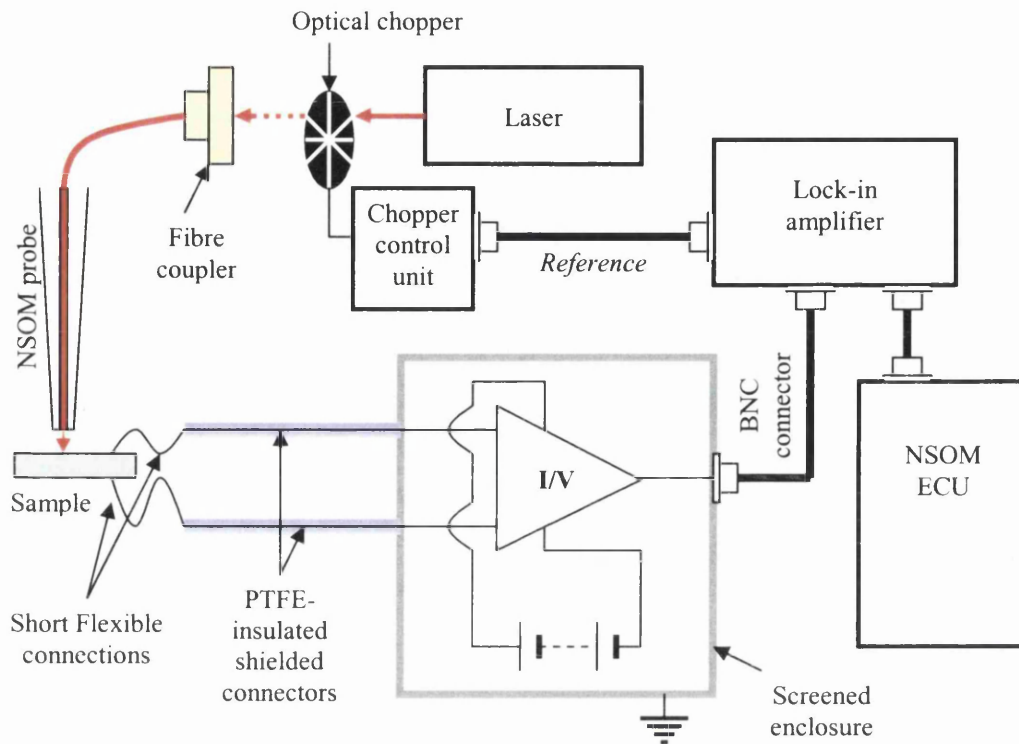 Optical chopper
Laser
Lock-in
amplifier
Chopper
control
unit
Reference
Fibre
coupler
NSOM probe
BNC
connector
NSOM
ECU
I/V
Sample
Short Flexible
connections
PTFE-
insulated
shielded
connectors
Screened
enclosure